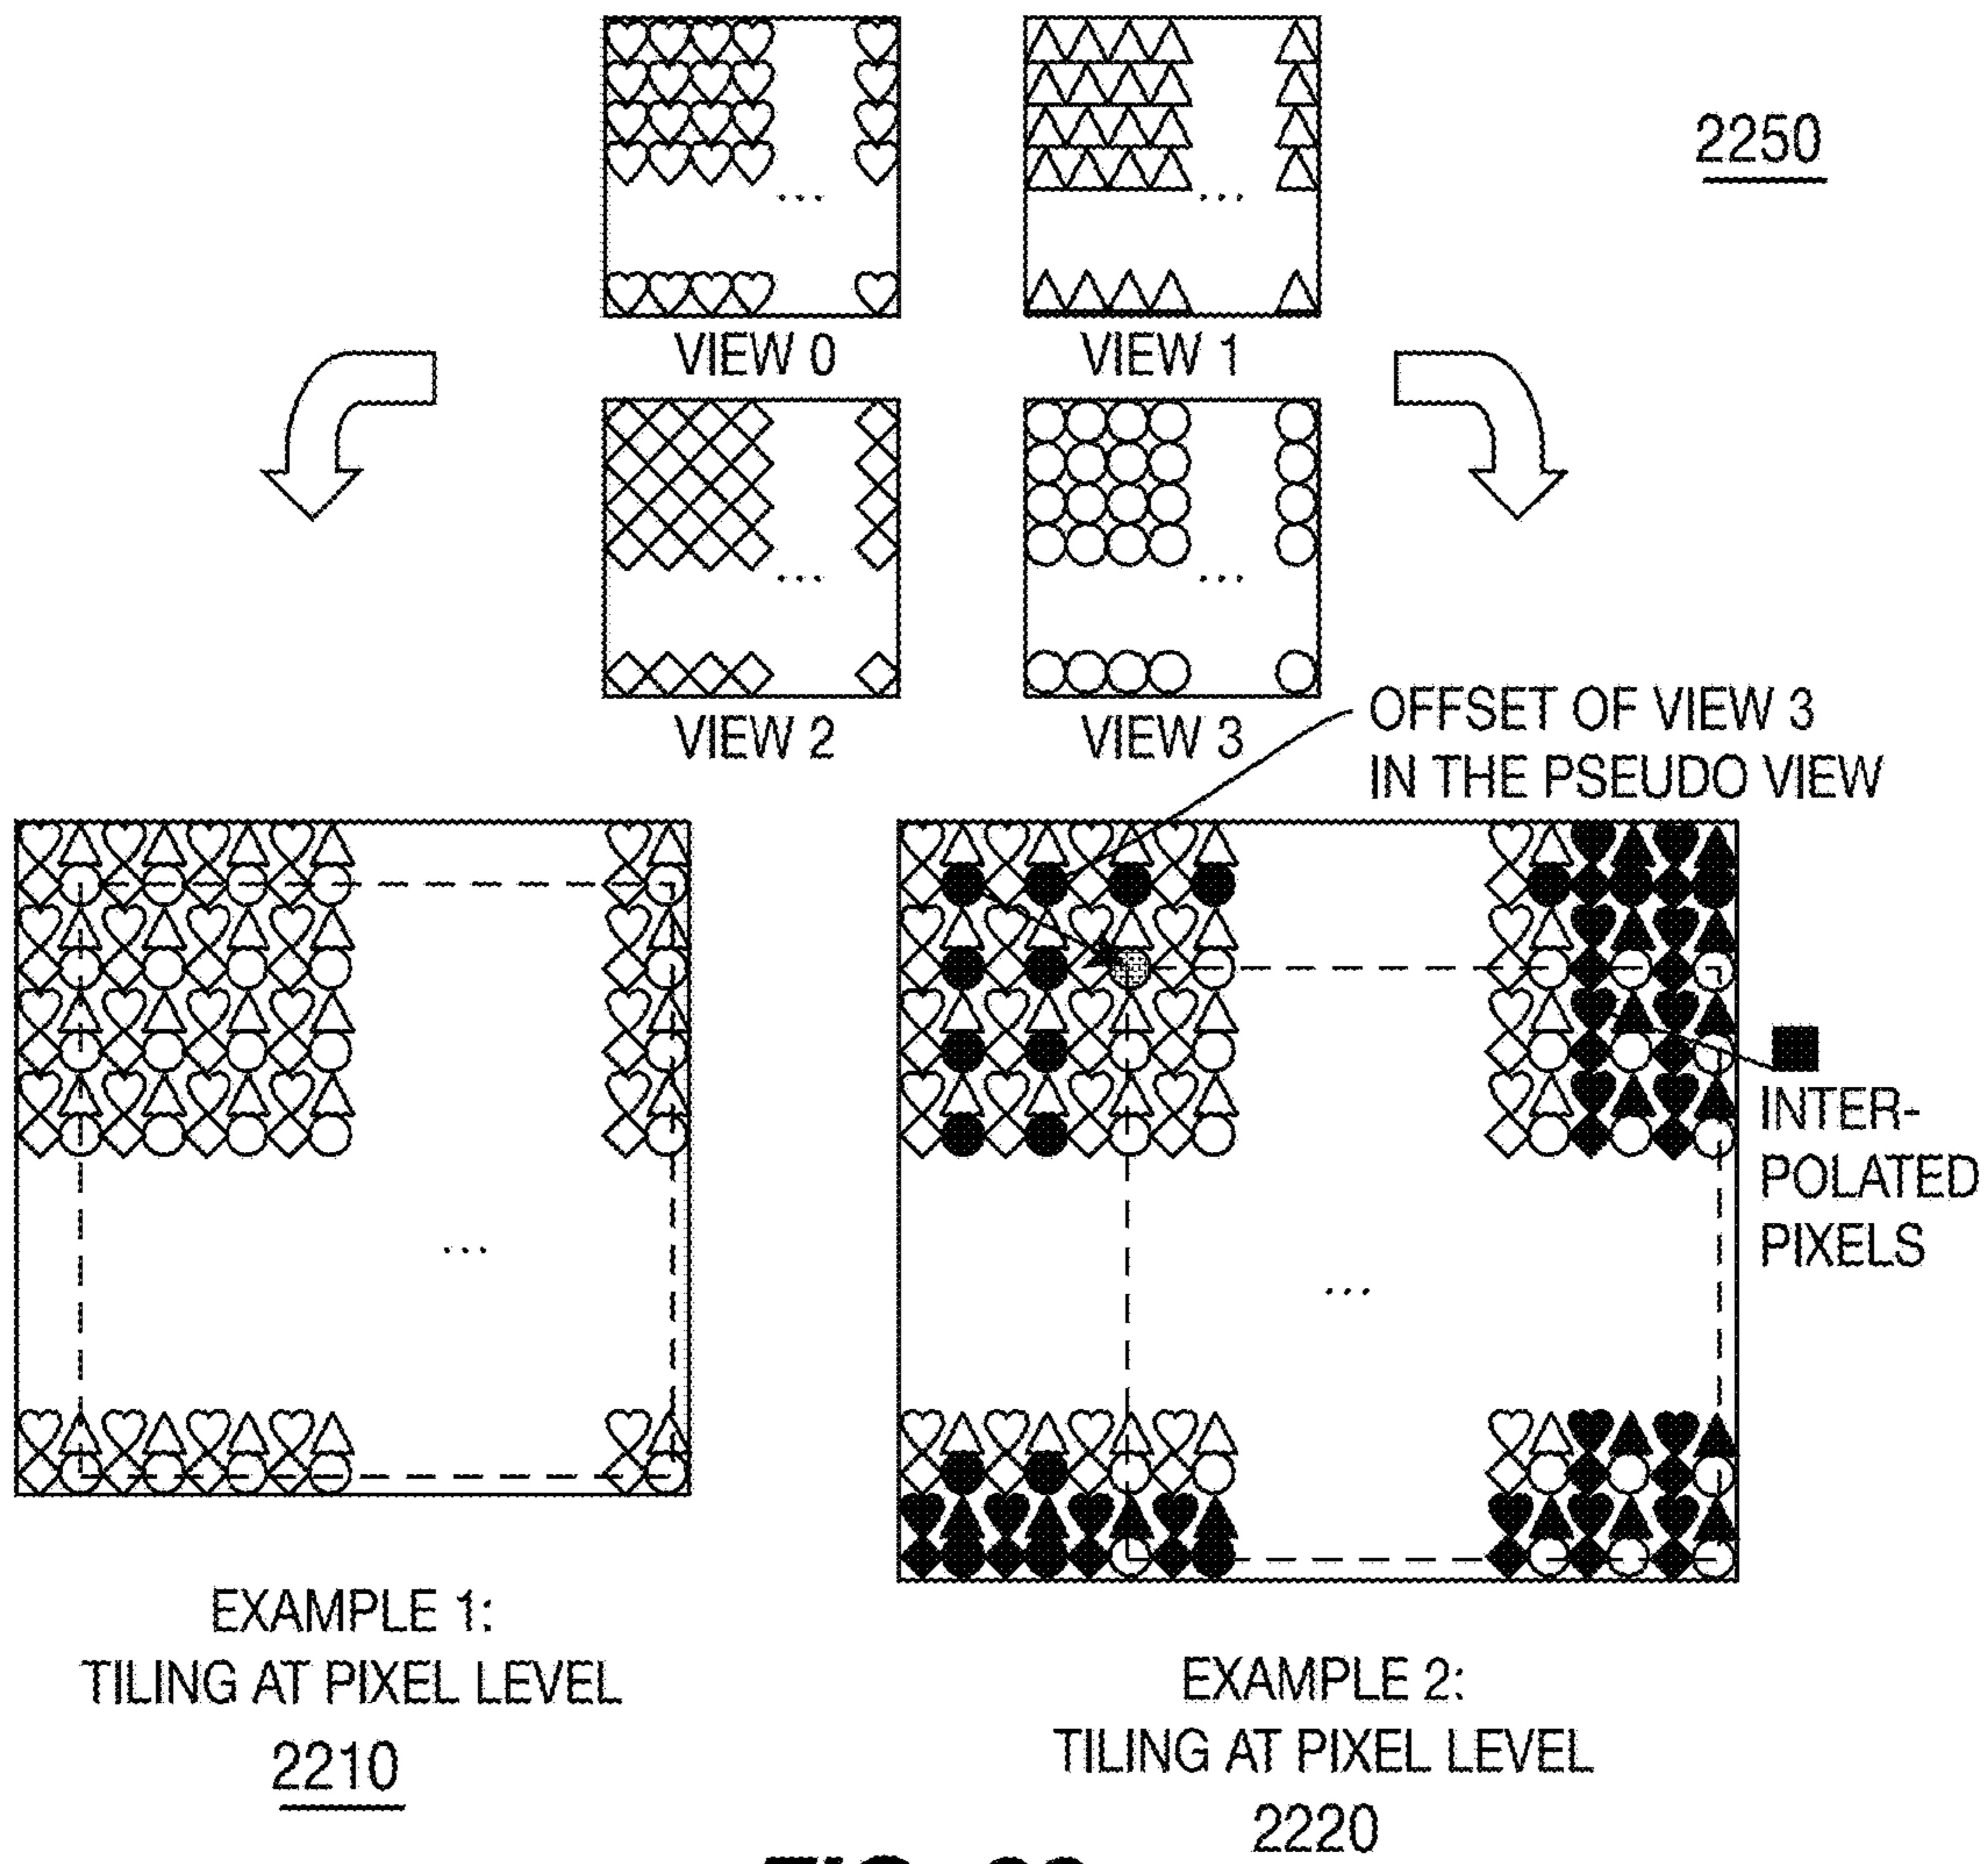 2250
VIEW 0
VIEW 1
VIEW 2
VIEW 3
OFFSET OF VIEW 3
IN THE PSEUDO VIEW
INTER-
POLATED
PIXELS
EXAMPLE 1:
TILING AT PIXEL LEVEL
2210
EXAMPLE 2:
TILING AT PIXEL LEVEL
2220